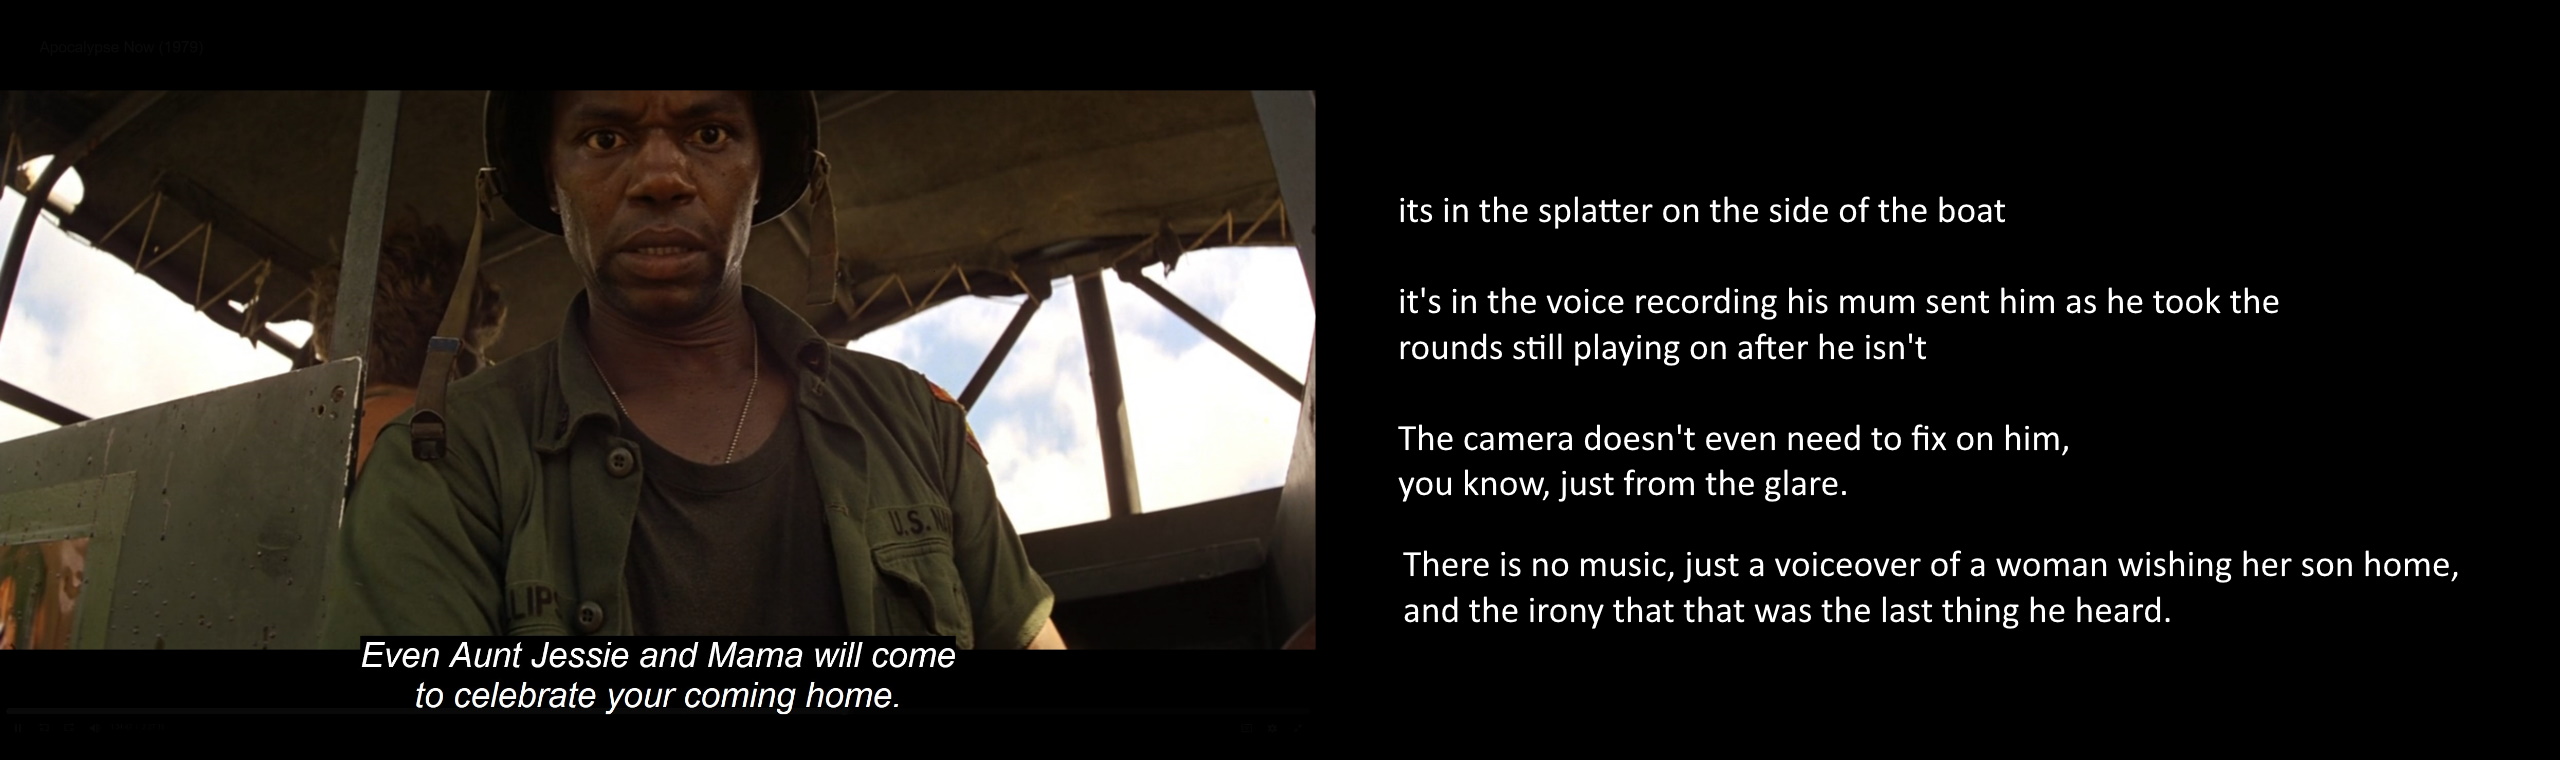 Apocalypse Now (1979)
its in the splatter on the side of the boat
it's in the voice recording his mum sent him as he took the
rounds still playing on after he isn't
The camera doesn't even need to fix on him,
you know, just from the glare.
There is no music, just a voiceover of a woman wishing her son home,
and the irony that that was the last thing he heard.
U.S. NA
LIPS
Even Aunt Jessie and Mama will come
to celebrate your coming home.